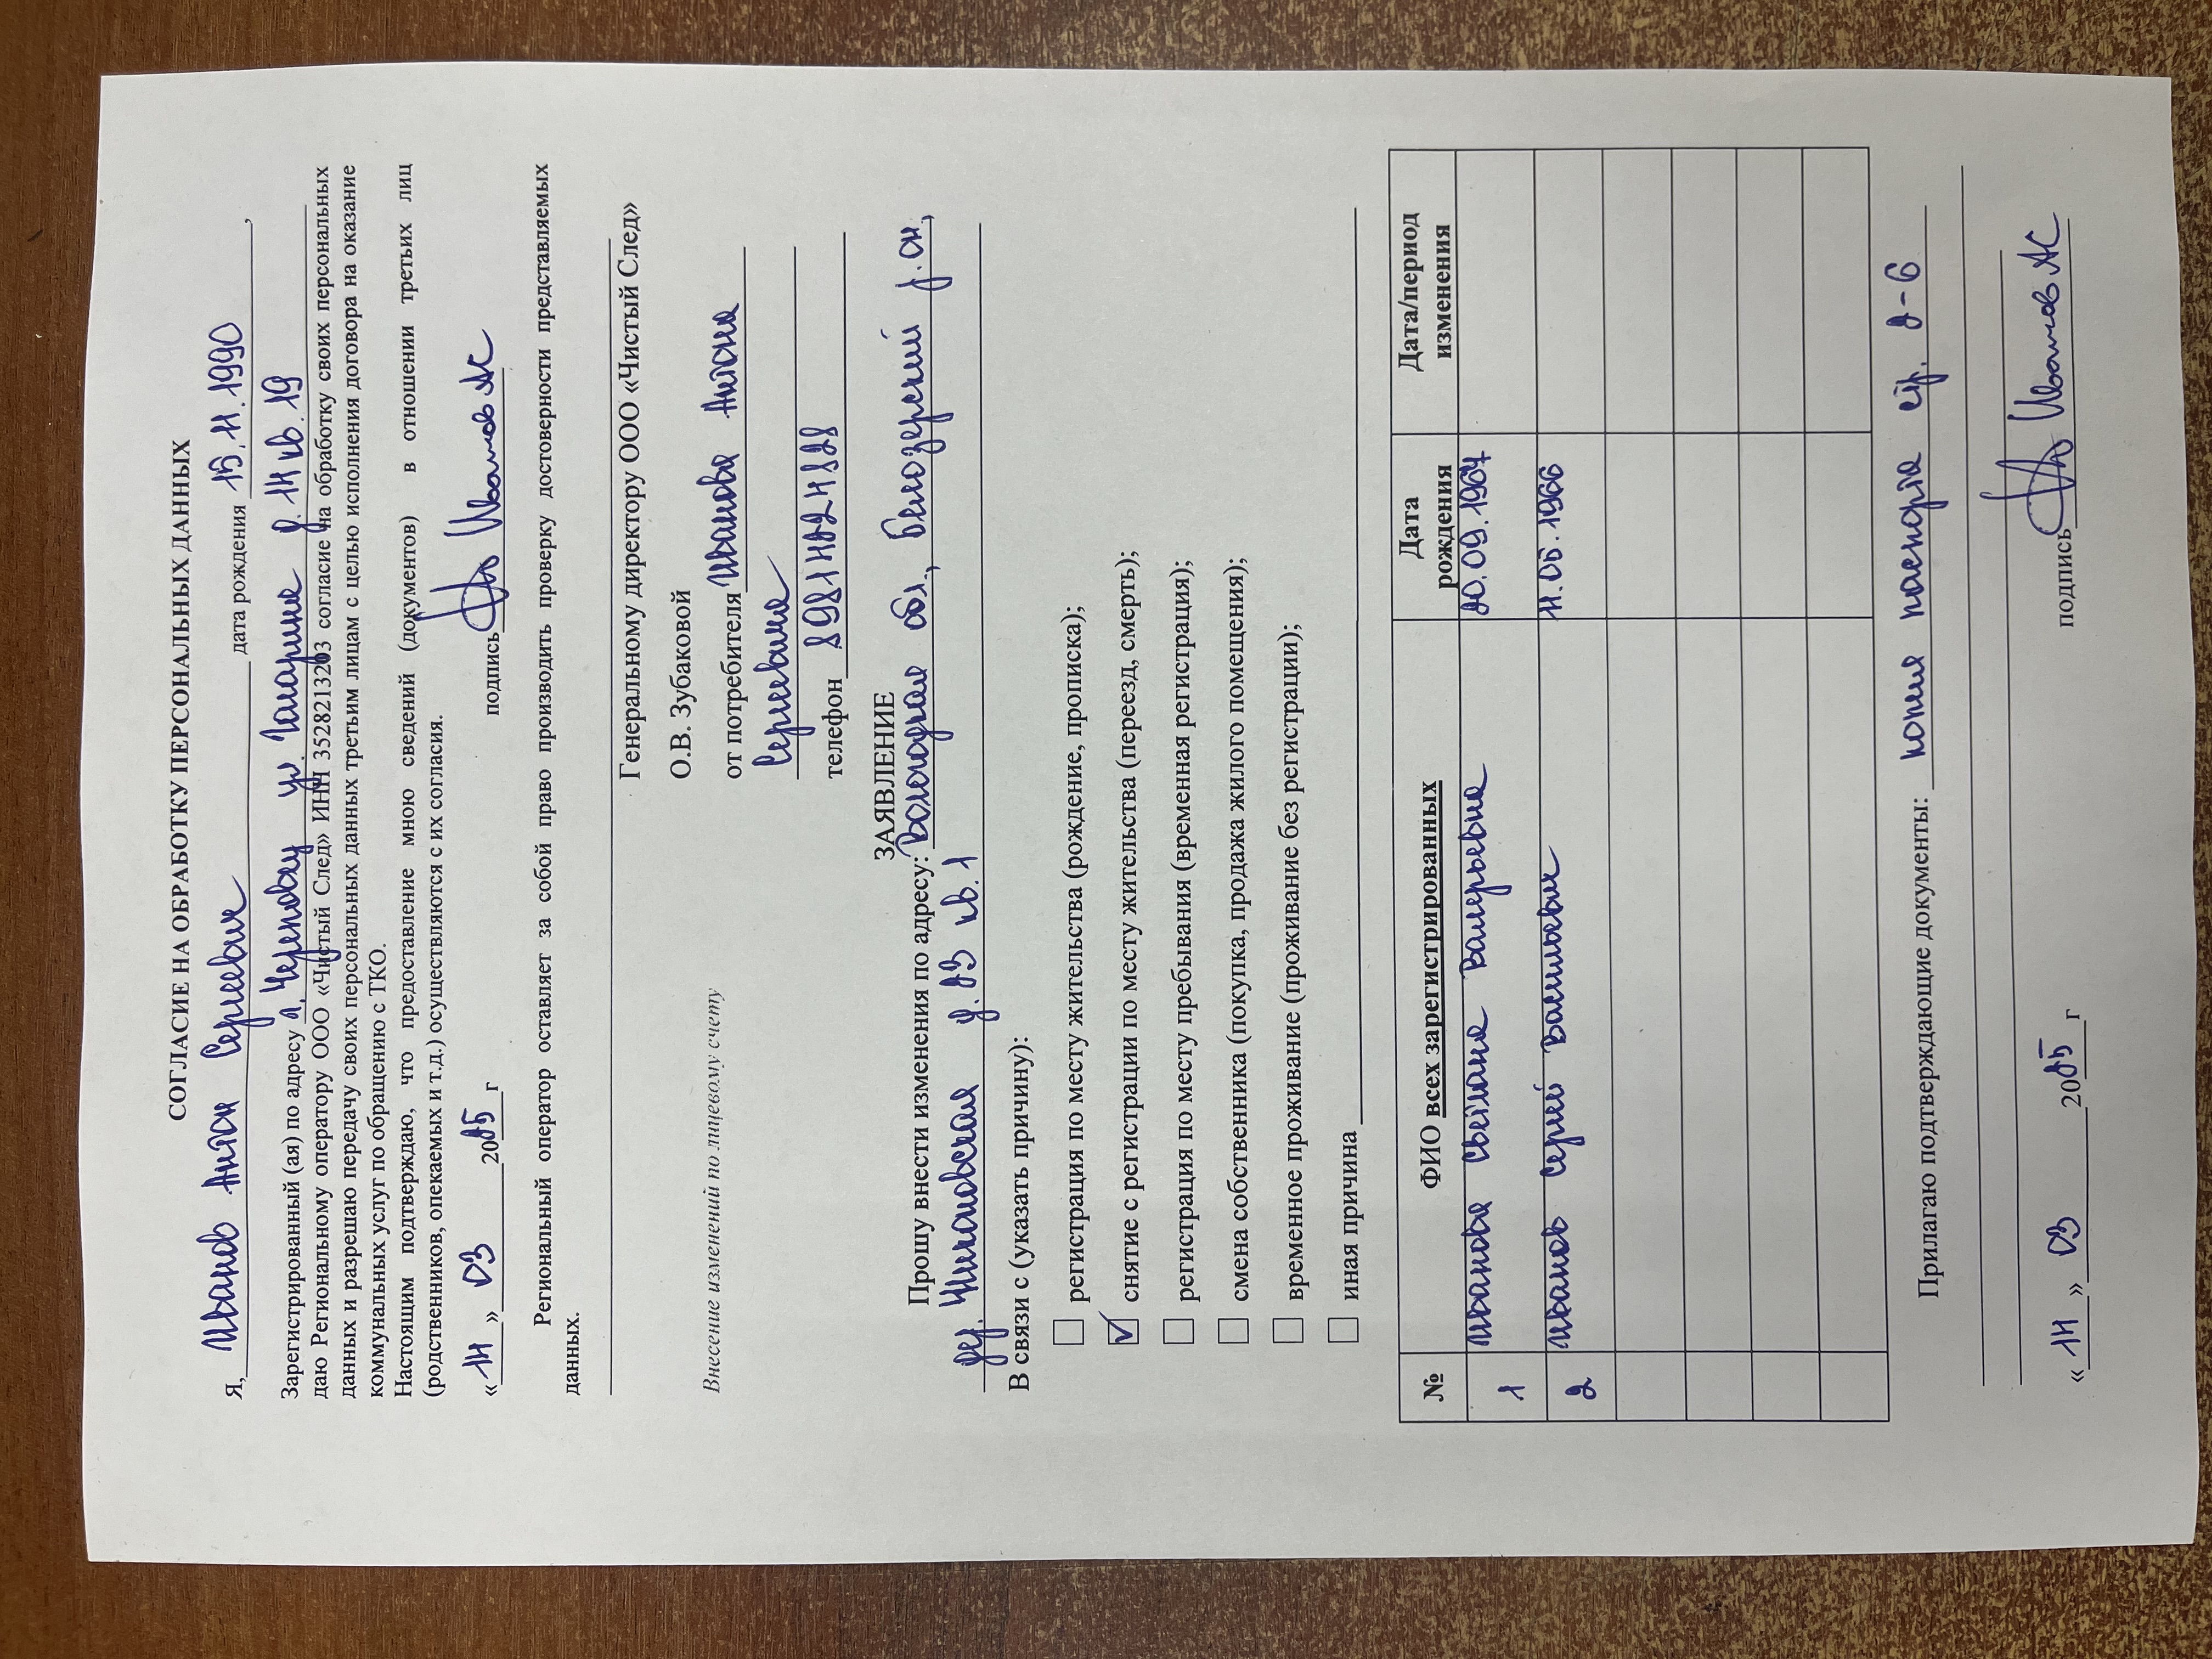 СОГЛАСИЕ НА ОБРАБОТКУ ПЕРСОНАЛЬНЫХ ДАННЫХ
Я, Иванов Антон Сергеевич дата рождения 15.11.1990,
Зарегистрированный (ая) по адресу г. Череповец ул. Гагарина д. 14 кв. 19
даю Региональному оператору ООО «Чистый След» ИНН 3528213203 согласие на обработку своих персональных
данных и разрешаю передачу своих персональных данных третьим лицам с целью исполнения договора на оказание
коммунальных услуг по обращению с ТКО.
Настоящим подтверждаю, что предоставление мною сведений (документов) в отношении третьих лиц
(родственников, опекаемых и т.д.) осуществляются с их согласия.
«14» 03 2025 г подпись Иванов АС
Региональный оператор оставляет за собой право производить проверку достоверности представляемых
данных.
Генеральному директору ООО «Чистый След»
О.В. Зубаковой
Внесение изменений по лицевому счету
от потребителя Иванова Антона
Сергеевича
телефон
ЗАЯВЛЕНИЕ
Прошу внести изменения по адресу: Вологодская обл., Белозерский
дер. д. 23 кв. 1
В связи с (указать причину):
☐ регистрация по месту жительства (рождение, прописка);
☑ снятие с регистрации по месту жительства (переезд, смерть);
☐ регистрация по месту пребывания (временная регистрация);
☐ смена собственника (покупка, продажа жилого помещения);
☐ временное проживание (проживание без регистрации);
☐ иная причина
№ ФИО всех зарегистрированных Дата рождения Дата/период изменения
1 Иванова Светлана Валерьевна 20.09.1967
2 Иванов Сергей Васильевич 11.05.1966
Прилагаю подтверждающие документы: копия паспорта стр. 2-6
«14» 03 2025 г подпись Иванов АС